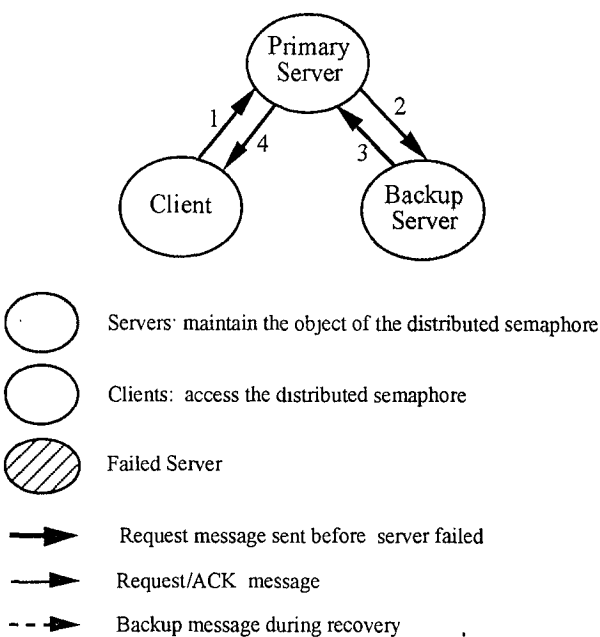 Primary
Server
1
2
4
3
Client
Backup
Server
Servers· maintain the object of the distributed semaphore
Clients: access the distributed semaphore
Failed Server
Request message sent before server failed
Request/ACK message
Backup message during recovery